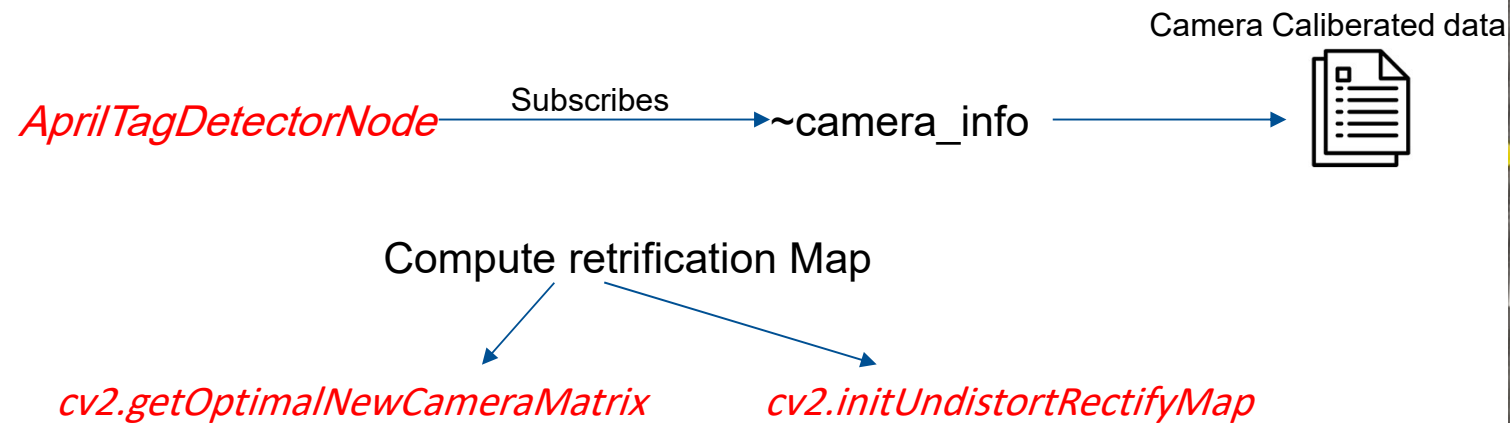 Camera Caliberated data
AprilTagDetectorNode
Subscribes
~camera_info
Compute retrification Map
cv2.getOptimalNewCameraMatrix
cv2.initUndistortRectifyMap